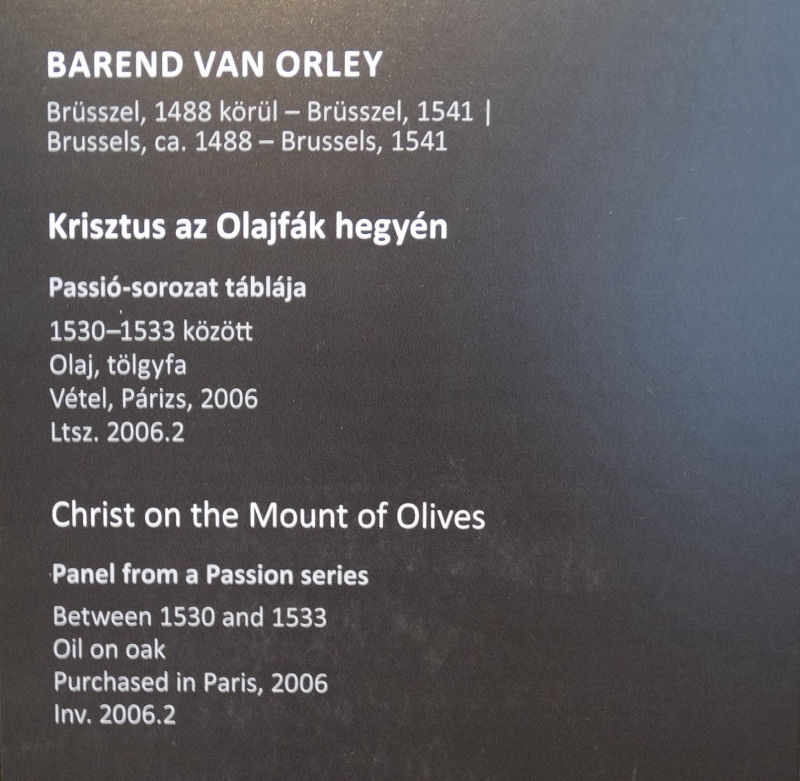 BAREND VAN ORLEY
Brüsszel, 1488 körül – Brüsszel, 1541 |
Brussels, ca. 1488 – Brussels, 1541
Krisztus az Olajfák hegyén
Passió-sorozat táblája
1530–1533 között
Olaj, tölgyfa
Vétel, Párizs, 2006
Ltsz. 2006.2
Christ on the Mount of Olives
Panel from a Passion series
Between 1530 and 1533
Oil on oak
Purchased in Paris, 2006
Inv. 2006.2